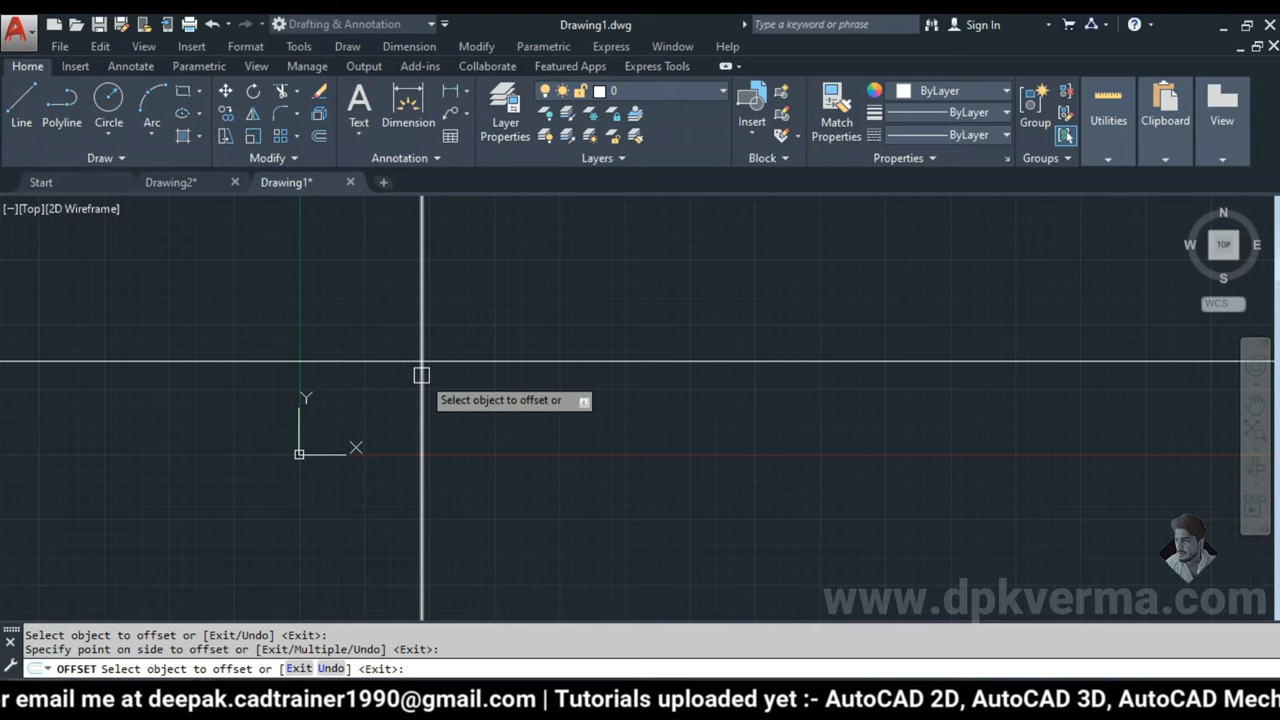 Drafting & Annotation
Drawing1.dwg
Type a keyword or phrase
Sign In
File Edit View Insert Format Tools Draw Dimension Modify Parametric Express Window Help
Home Insert Annotate Parametric View Manage Output Add-ins Collaborate Featured Apps Express Tools
0
ByLayer
ByLayer
ByLayer
Line Polyline Circle Arc Text Dimension Layer Properties Insert Match Properties Group Utilities Clipboard View
Draw Modify Annotation Layers Block Properties Groups
Start Drawing2* Drawing1*
[−][Top][2D Wireframe]
N
W TOP E
S
WCS
Y
X
Select object to offset or
www.dpkverma.com
Select object to offset or [Exit/Undo] <Exit>:
Specify point on side to offset or [Exit/Multiple/Undo] <Exit>:
OFFSET Select object to offset or [Exit Undo] <Exit>:
or email me at deepak.cadtrainer1990@gmail.com | Tutorials uploaded yet :- AutoCAD 2D, AutoCAD 3D, AutoCAD Mech